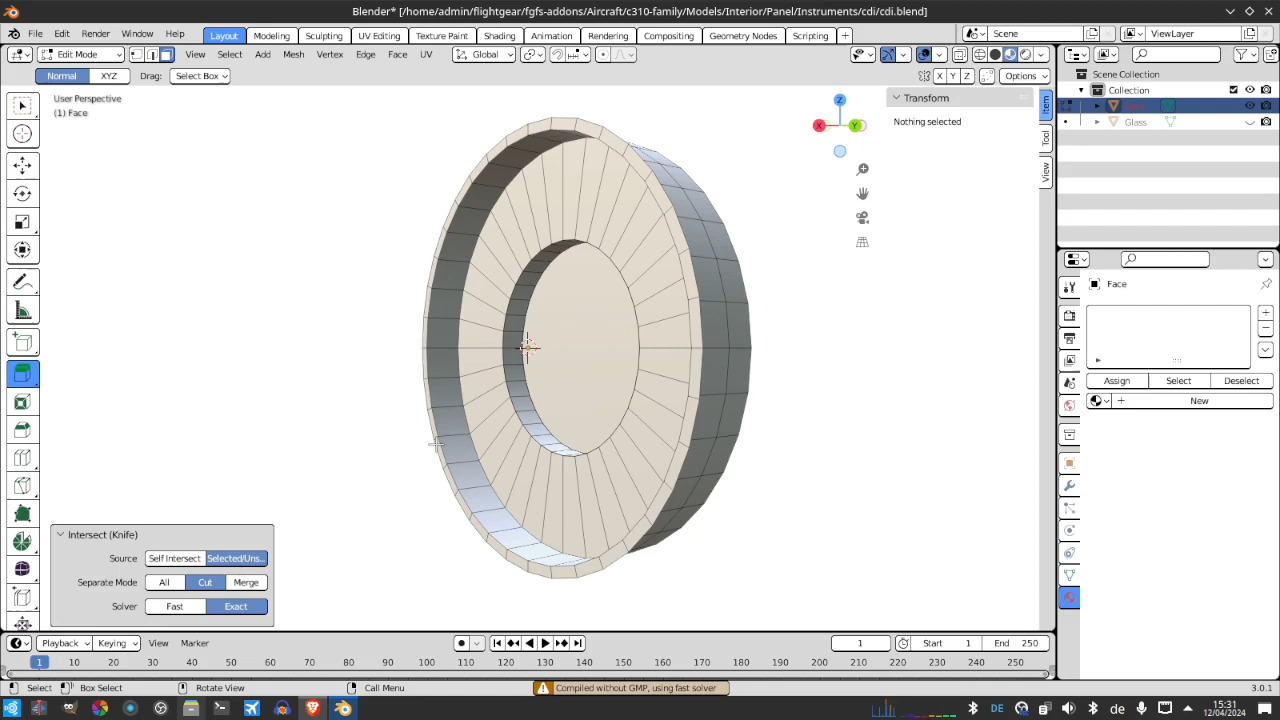 Blender* [/home/admin/flightgear/fgfs-addons/Aircraft/c310-family/Models/Interior/Panel/Instruments/cdi/cdi.blend]
File Edit Render Window Help Layout Modeling Sculpting UV Editing Texture Paint Shading Animation Rendering Compositing Geometry Nodes Scripting + Scene ViewLayer
Edit Mode View Select Add Mesh Vertex Edge Face UV Global
Normal XYZ Drag: Select Box X Y Z Options
User Perspective
(1) Face
Z
X Y
Transform
Nothing selected
Item
Tool
View
Scene Collection
Collection
Glass
Face
Assign Select Deselect
New
Intersect (Knife)
Source Self Intersect Selected/Uns...
Separate Mode All Cut Merge
Solver Fast Exact
Playback Keying View Marker 1 Start 1 End 250
1 10 20 30 40 50 60 70 80 90 100 110 120 130 140 150 160 170 180 190 200 210 220 230 240 250
Select Box Select Rotate View Call Menu Compiled without GMP, using fast solver 3.0.1
DE de 15:31
12/04/2024